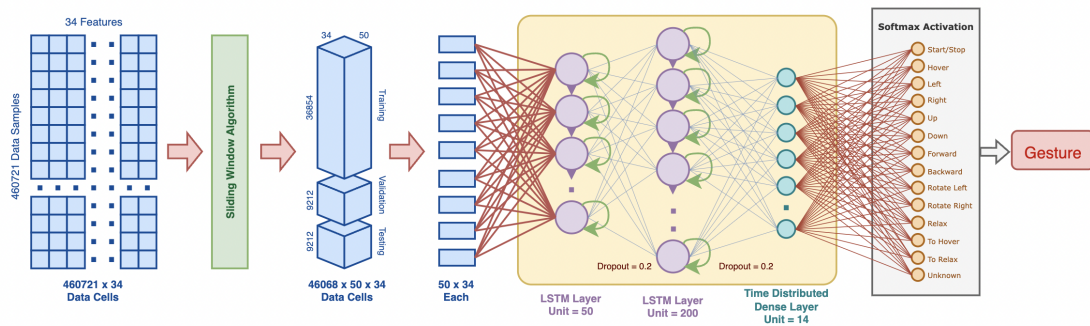 34 Features
460721 Data Samples
460721 x 34
Data Cells
Sliding Window Algorithm
34
50
36854
Training
9212
Validation
9212
Testing
46068 x 50 x 34
Data Cells
50 x 34
Each
Dropout = 0.2
Dropout = 0.2
LSTM Layer
Unit = 50
LSTM Layer
Unit = 200
Time Distributed
Dense Layer
Unit = 14
Softmax Activation
Start/Stop
Hover
Left
Right
Up
Down
Forward
Backward
Rotate Left
Rotate Right
Relax
To Hover
To Relax
Unknown
Gesture